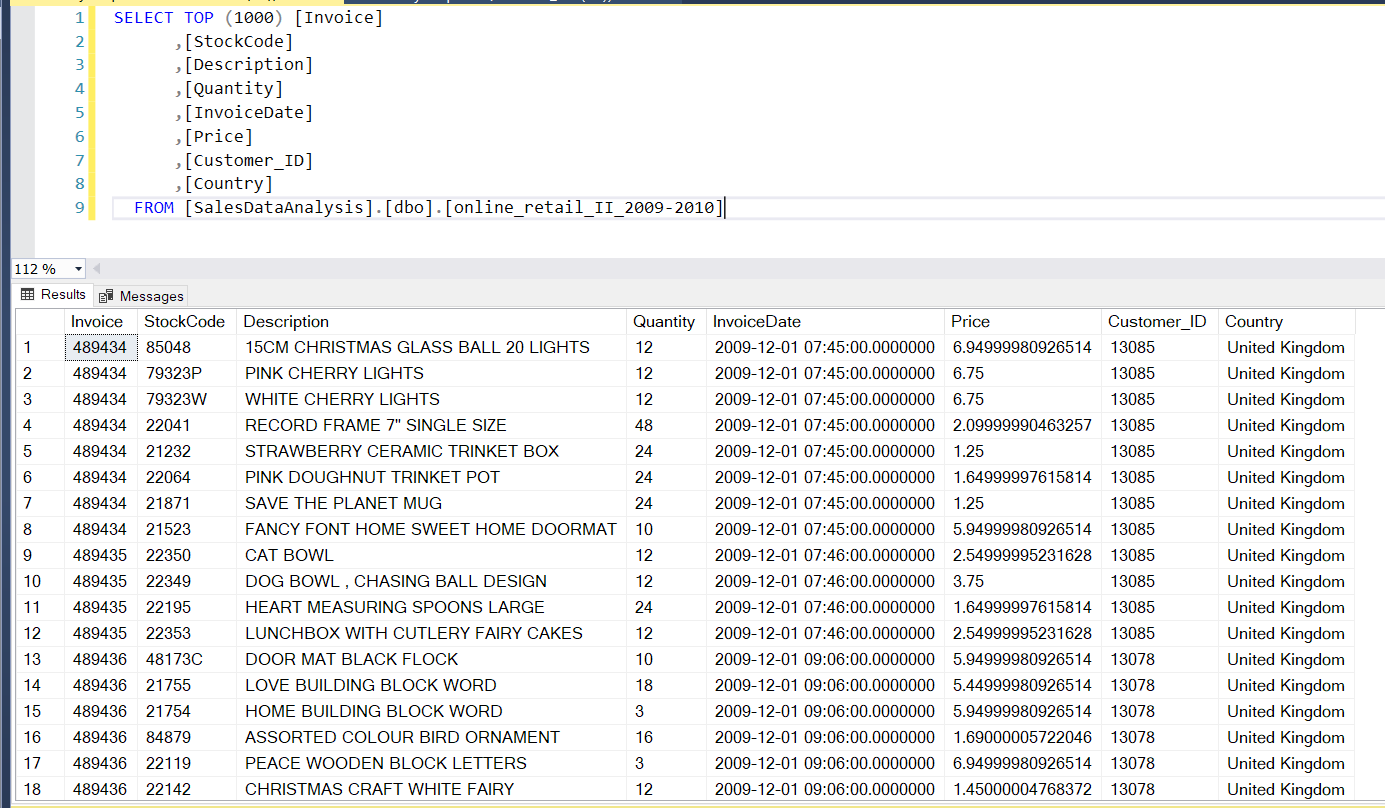 1 SELECT TOP (1000) [Invoice]
2 ,[StockCode]
3 ,[Description]
4 ,[Quantity]
5 ,[InvoiceDate]
6 ,[Price]
7 ,[Customer_ID]
8 ,[Country]
9 FROM [SalesDataAnalysis].[dbo].[online_retail_II_2009-2010]
112 %
Results Messages
Invoice StockCode Description Quantity InvoiceDate Price Customer_ID Country
1 489434 85048 15CM CHRISTMAS GLASS BALL 20 LIGHTS 12 2009-12-01 07:45:00.0000000 6.94999980926514 13085 United Kingdom
2 489434 79323P PINK CHERRY LIGHTS 12 2009-12-01 07:45:00.0000000 6.75 13085 United Kingdom
3 489434 79323W WHITE CHERRY LIGHTS 12 2009-12-01 07:45:00.0000000 6.75 13085 United Kingdom
4 489434 22041 RECORD FRAME 7" SINGLE SIZE 48 2009-12-01 07:45:00.0000000 2.09999990463257 13085 United Kingdom
5 489434 21232 STRAWBERRY CERAMIC TRINKET BOX 24 2009-12-01 07:45:00.0000000 1.25 13085 United Kingdom
6 489434 22064 PINK DOUGHNUT TRINKET POT 24 2009-12-01 07:45:00.0000000 1.64999997615814 13085 United Kingdom
7 489434 21871 SAVE THE PLANET MUG 24 2009-12-01 07:45:00.0000000 1.25 13085 United Kingdom
8 489434 21523 FANCY FONT HOME SWEET HOME DOORMAT 10 2009-12-01 07:45:00.0000000 5.94999980926514 13085 United Kingdom
9 489435 22350 CAT BOWL 12 2009-12-01 07:46:00.0000000 2.54999995231628 13085 United Kingdom
10 489435 22349 DOG BOWL , CHASING BALL DESIGN 12 2009-12-01 07:46:00.0000000 3.75 13085 United Kingdom
11 489435 22195 HEART MEASURING SPOONS LARGE 24 2009-12-01 07:46:00.0000000 1.64999997615814 13085 United Kingdom
12 489435 22353 LUNCHBOX WITH CUTLERY FAIRY CAKES 12 2009-12-01 07:46:00.0000000 2.54999995231628 13085 United Kingdom
13 489436 48173C DOOR MAT BLACK FLOCK 10 2009-12-01 09:06:00.0000000 5.94999980926514 13078 United Kingdom
14 489436 21755 LOVE BUILDING BLOCK WORD 18 2009-12-01 09:06:00.0000000 5.44999980926514 13078 United Kingdom
15 489436 21754 HOME BUILDING BLOCK WORD 3 2009-12-01 09:06:00.0000000 5.94999980926514 13078 United Kingdom
16 489436 84879 ASSORTED COLOUR BIRD ORNAMENT 16 2009-12-01 09:06:00.0000000 1.69000005722046 13078 United Kingdom
17 489436 22119 PEACE WOODEN BLOCK LETTERS 3 2009-12-01 09:06:00.0000000 6.94999980926514 13078 United Kingdom
18 489436 22142 CHRISTMAS CRAFT WHITE FAIRY 12 2009-12-01 09:06:00.0000000 1.45000004768372 13078 United Kingdom